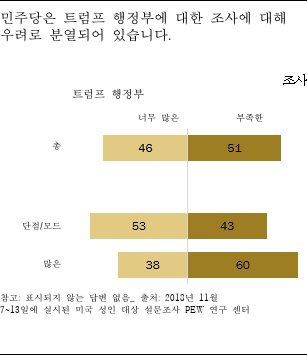 민주당은 트럼프 행정부에 대한 조사에 대해
우려로 분열되어 있습니다.
조사
트럼프 행정부
너무 많은 부족한
총 46 51
단점/모드 53 43
많은 38 60
참고: 표시되지 않는 답변 없음_ 출처: 2018년 11월
7~13일에 실시된 미국 성인 대상 설문조사 PEW 연구 센터